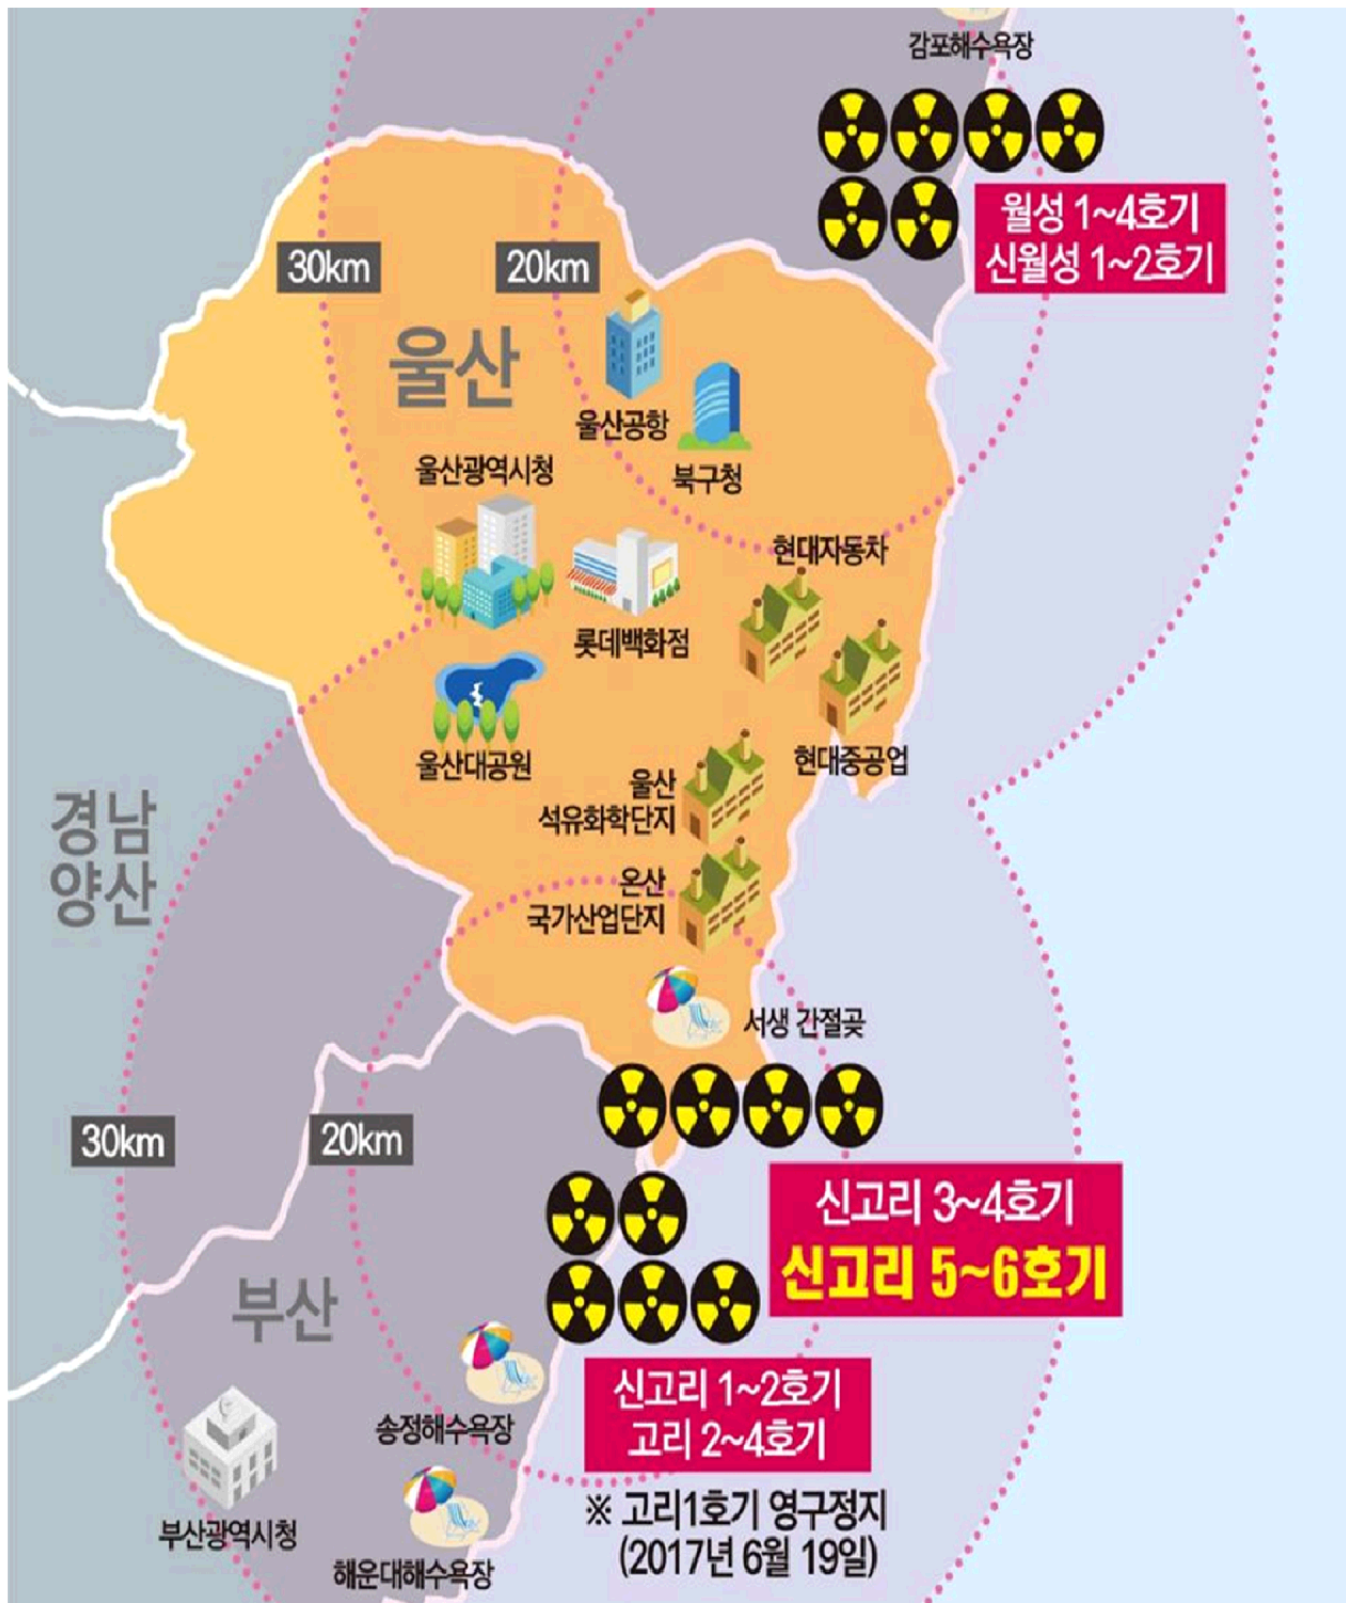 감포해수욕장
월성 1~4호기
신월성 1~2호기
30km
20km
울산
울산공항
북구청
울산광역시청
현대자동차
롯데백화점
현대중공업
울산대공원
울산
석유화학단지
경남
양산
온산
국가산업단지
서생 간절곶
30km
20km
신고리 3~4호기
신고리 5~6호기
부산
신고리 1~2호기
고리 2~4호기
송정해수욕장
※ 고리1호기 영구정지
(2017년 6월 19일)
부산광역시청
해운대해수욕장